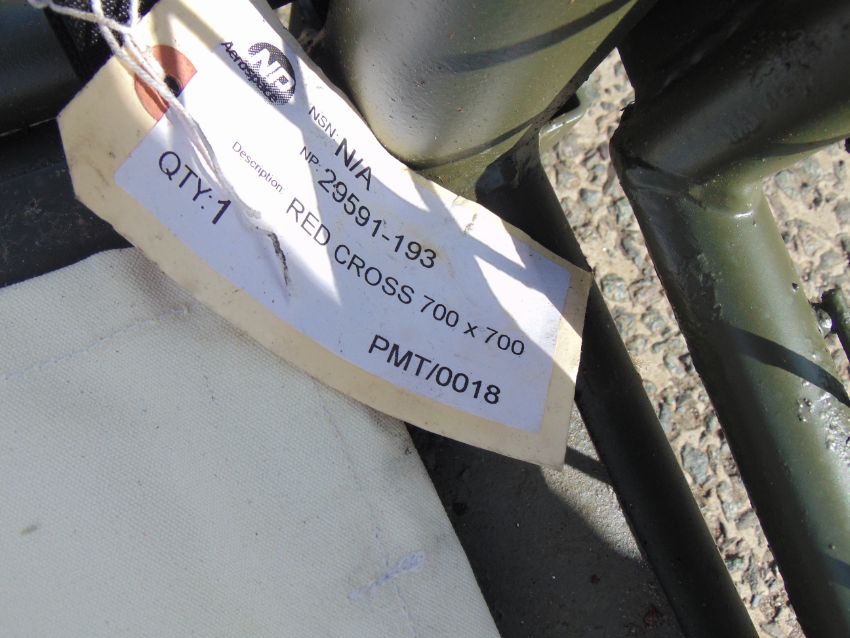 NP
Aerospace
NSN: N/A
NP: 29591-193
Description: RED CROSS 700 x 700
QTY: 1
PMT/0018